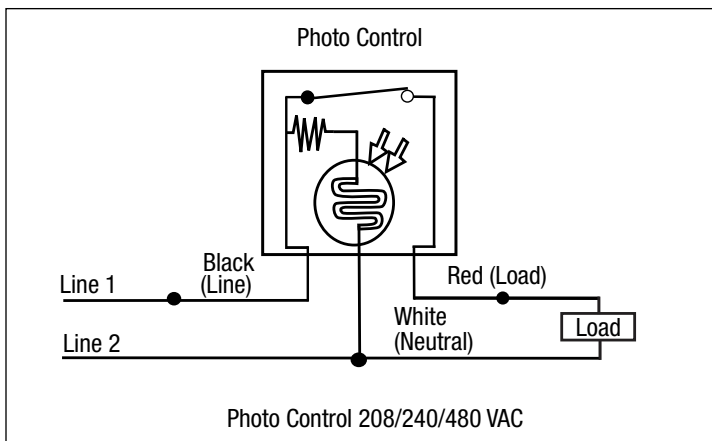 Photo Control
Black
(Line)
Line 1
Red (Load)
White
(Neutral)
Load
Line 2
Photo Control 208/240/480 VAC